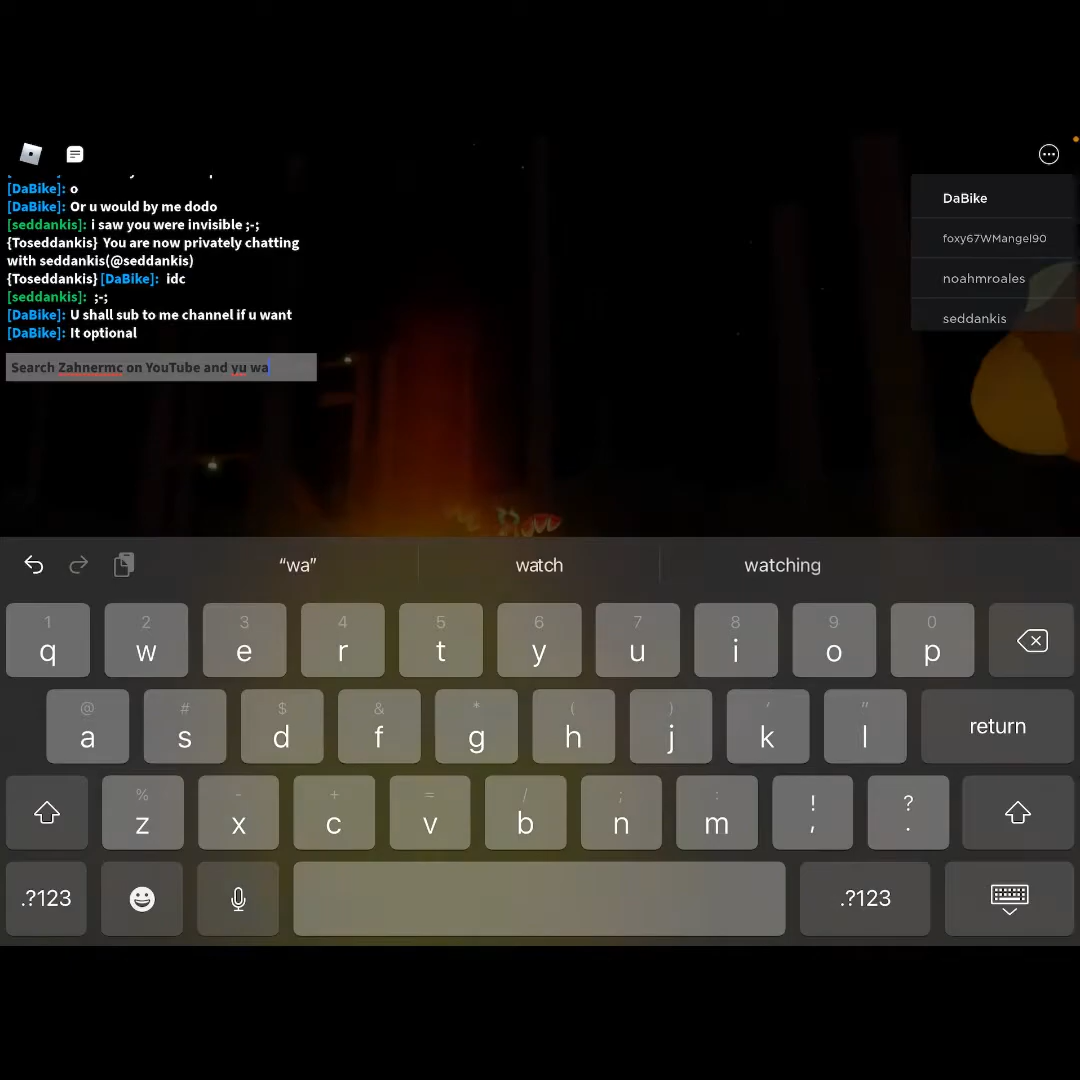 [DaBike]: o
[DaBike]: Or u would by me dodo
[seddankis]: i saw you were invisible ;-;
{Toseddankis} You are now privately chatting
with seddankis(@seddankis)
{Toseddankis} [DaBike]: idc
[seddankis]: ;-;
[DaBike]: U shall sub to me channel if u want
[DaBike]: It optional
Search Zahnermc on YouTube and yu wa
DaBike
foxy67WMangel90
noahmroales
seddankis
“wa” watch watching
1 2 3 4 5 6 7 8 9 0
q w e r t y u i o p
@ # $ & * ( ) ' "
a s d f g h j k l return
% - + = / ; : ! ?
z x c v b n m , .
.?123 .?123